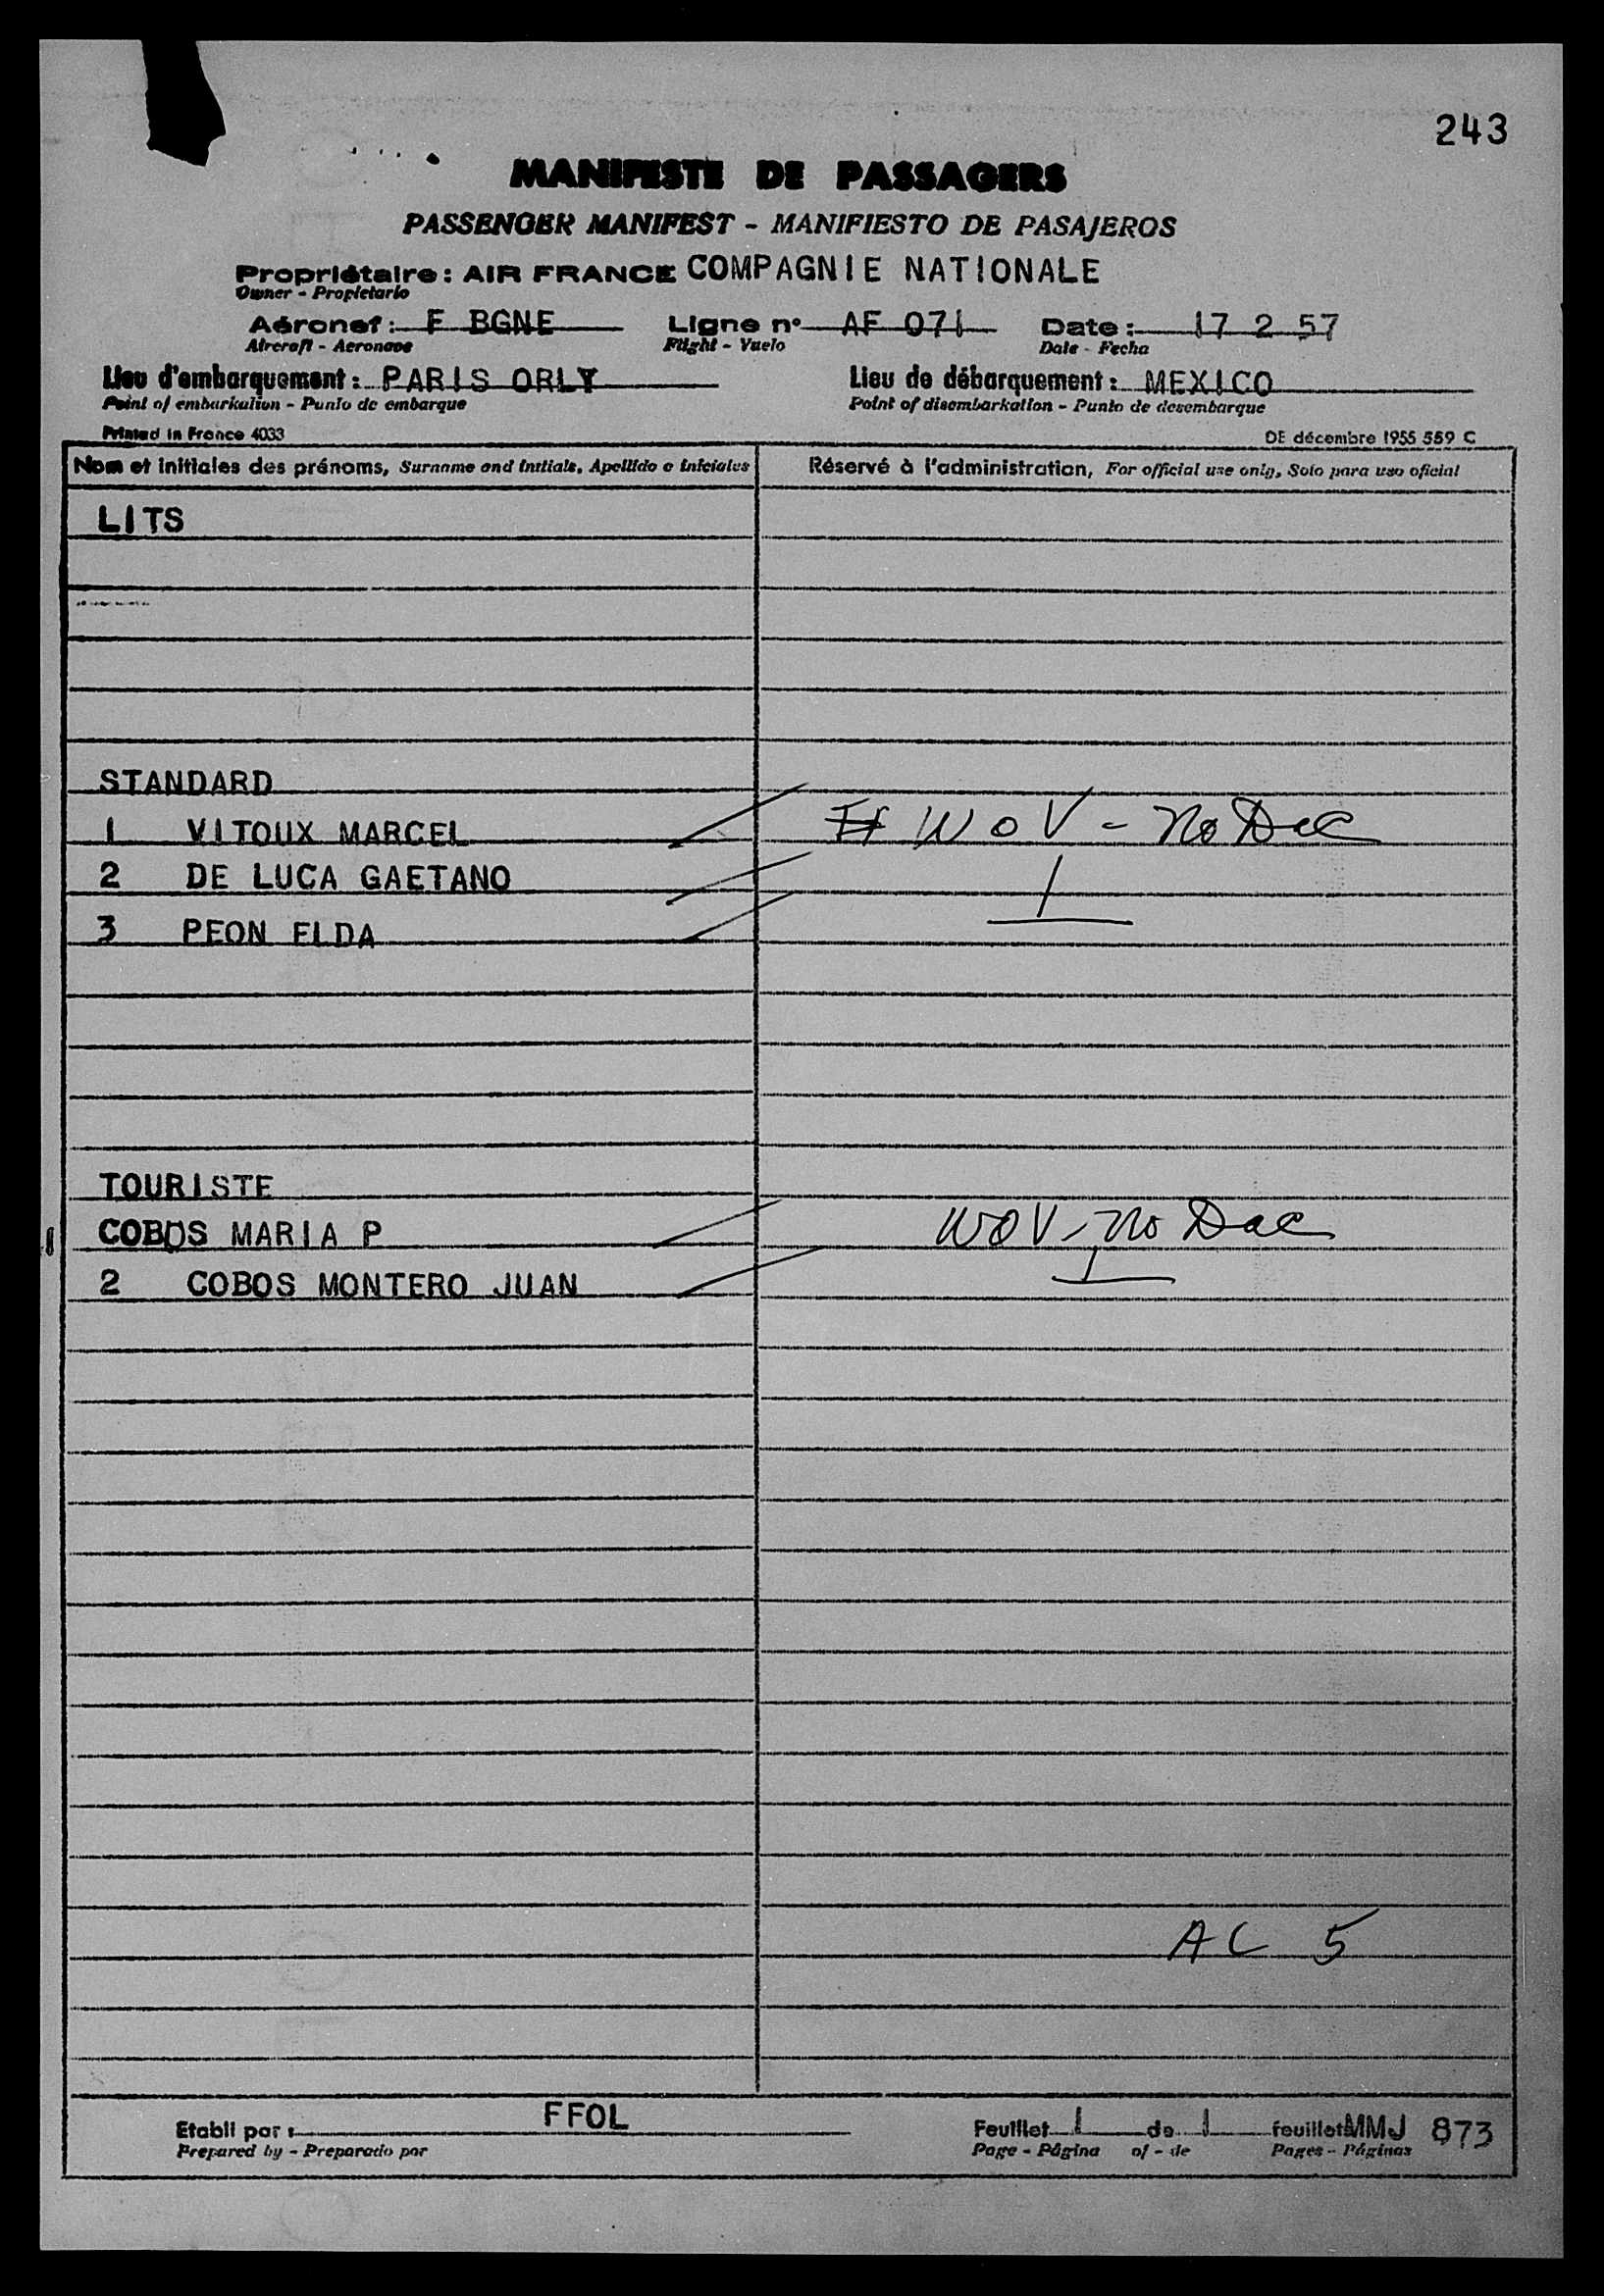 243
MANIFESTE DE PASSAGERS
PASSENGER MANIFEST - MANIFIESTO DE PASAJEROS
Propriétaire : AIR FRANCE COMPAGNIE NATIONALE
Owner - Propietario
Aéronef : F BGNE Ligne n° AF 071 Date : 17 2 57
Aircraft - Aeronave Flight - Vuelo Date - Fecha
Lieu d'embarquement : PARIS ORLY Lieu de débarquement : MEXICO
Point of embarkation - Punto de embarque Point of disembarkation - Punto de desembarque
Printed in France 4033 DE décembre 1955 559 C
Nom et initiales des prénoms, Surname and initials, Apellido e iniciales Réservé à l'administration, For official use only, Solo para uso oficial
LITS
STANDARD
1 VITOUX MARCEL WOV - No Dec
2 DE LUCA GAETANO
3 PEON ELDA
TOURISTE
COBOS MARIA P WOV - No Dec
2 COBOS MONTERO JUAN
AC 5
Etabli par : FFOL Feuillet 1 de 1 feuillets MMJ 873
Prepared by - Preparado por Page - Página of - de Pages - Páginas